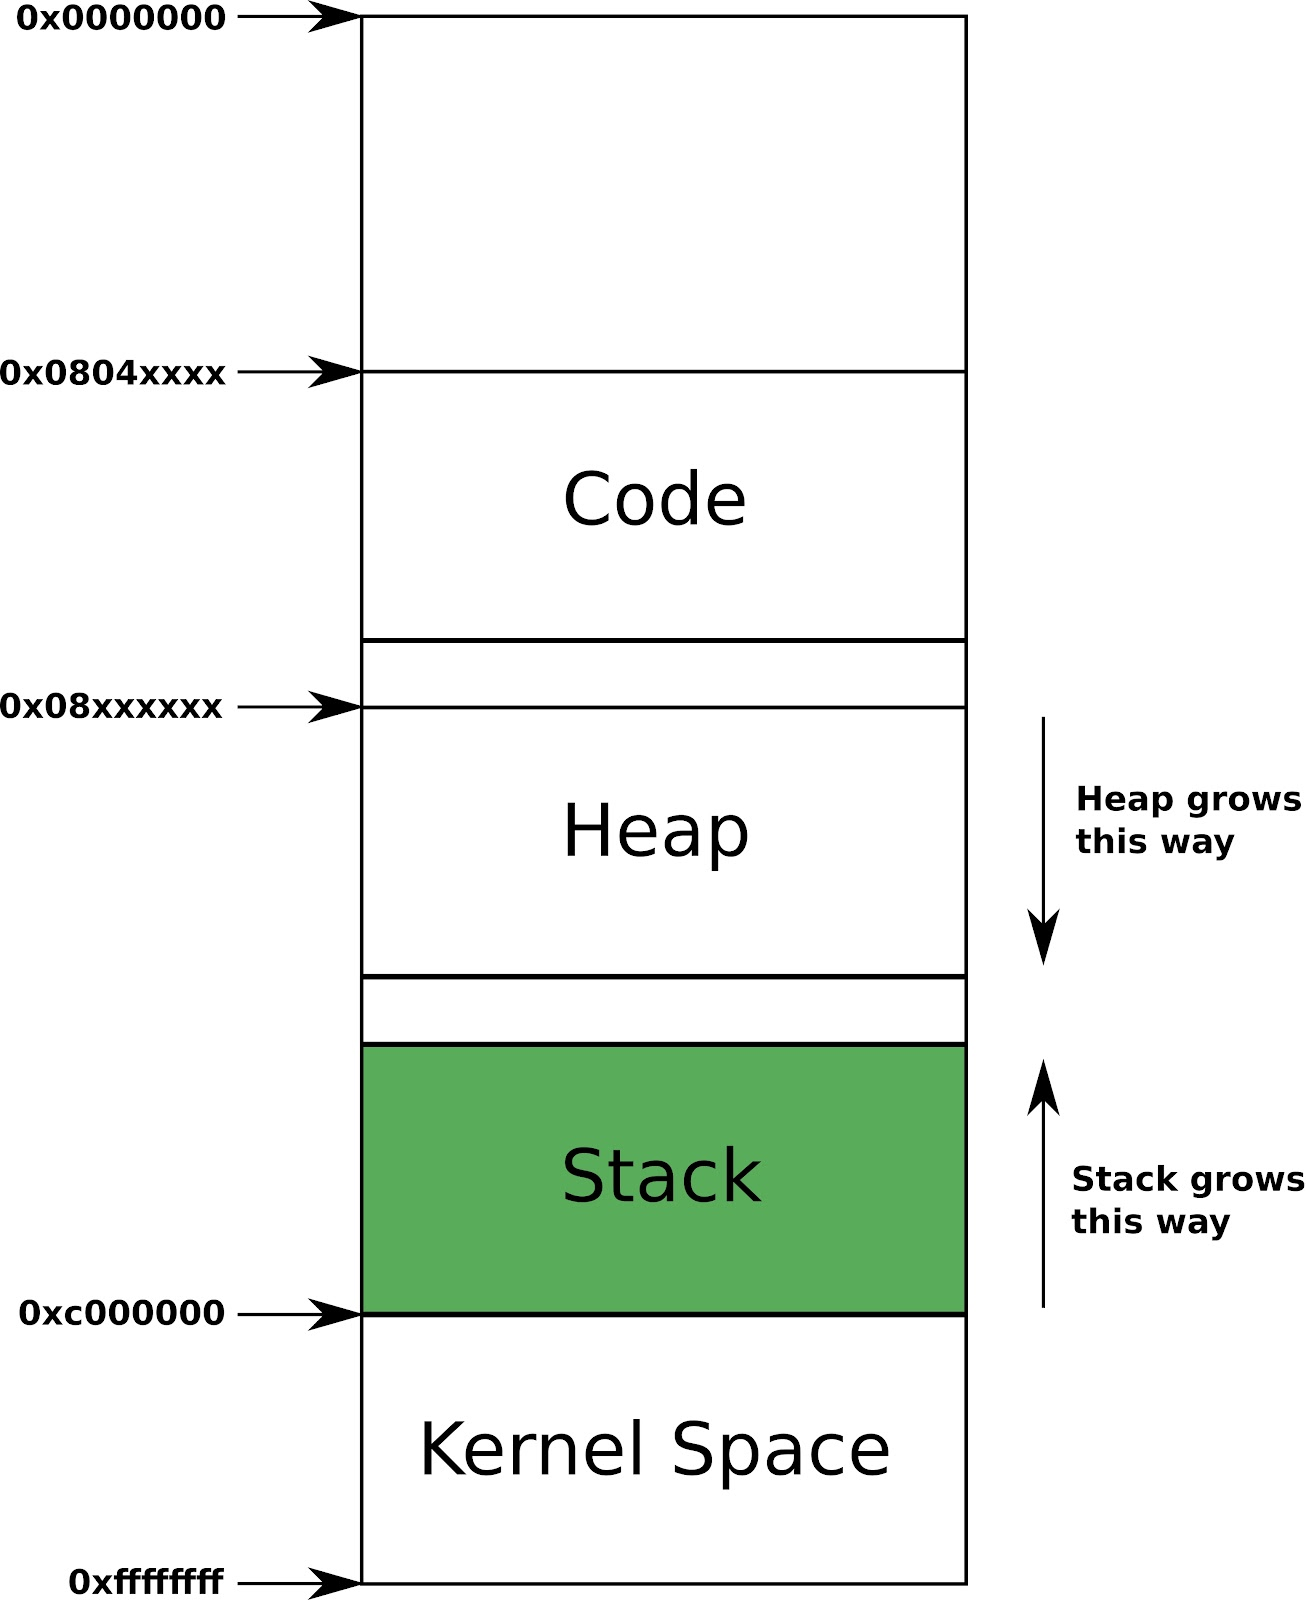 0x0000000
0x0804xxxx
Code
0x08xxxxxx
Heap
Heap grows
this way
Stack
Stack grows
this way
0xc000000
Kernel Space
0xffffffff